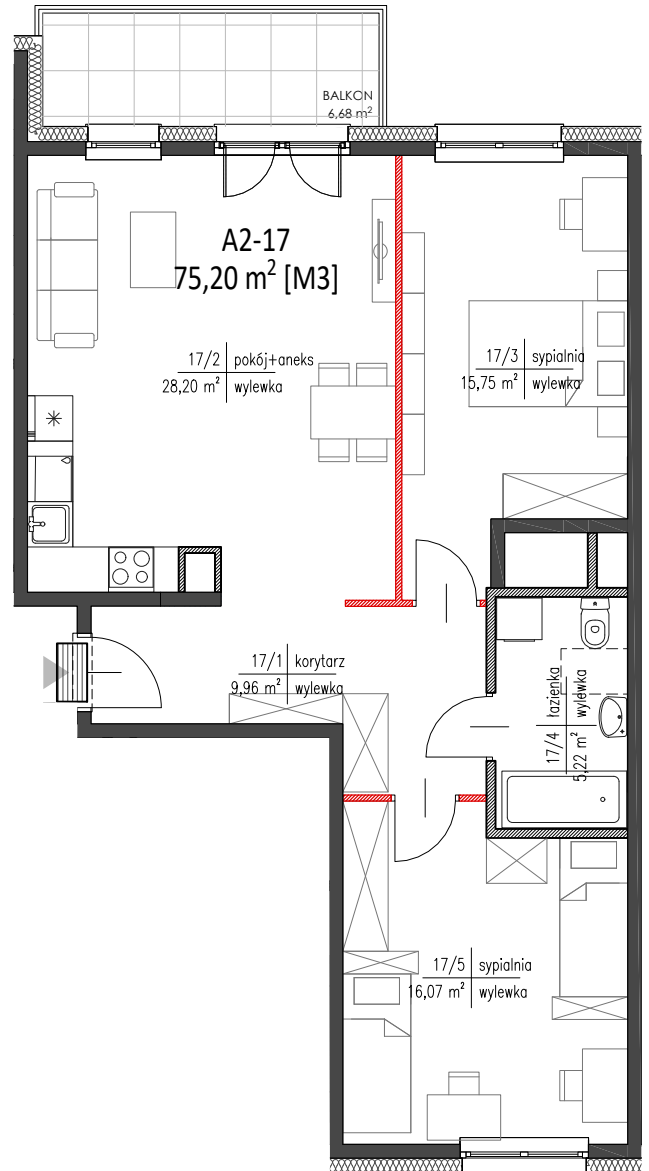 BALKON
6,68 m²
A2-17
75,20 m² [M3]
17/2 pokój+aneks
28,20 m² wylewka
17/3 sypialnia
15,75 m² wylewka
17/1 korytarz
9,96 m² wylewka
17/4 łazienka
5,22 m² wylewka
17/5 sypialnia
16,07 m² wylewka